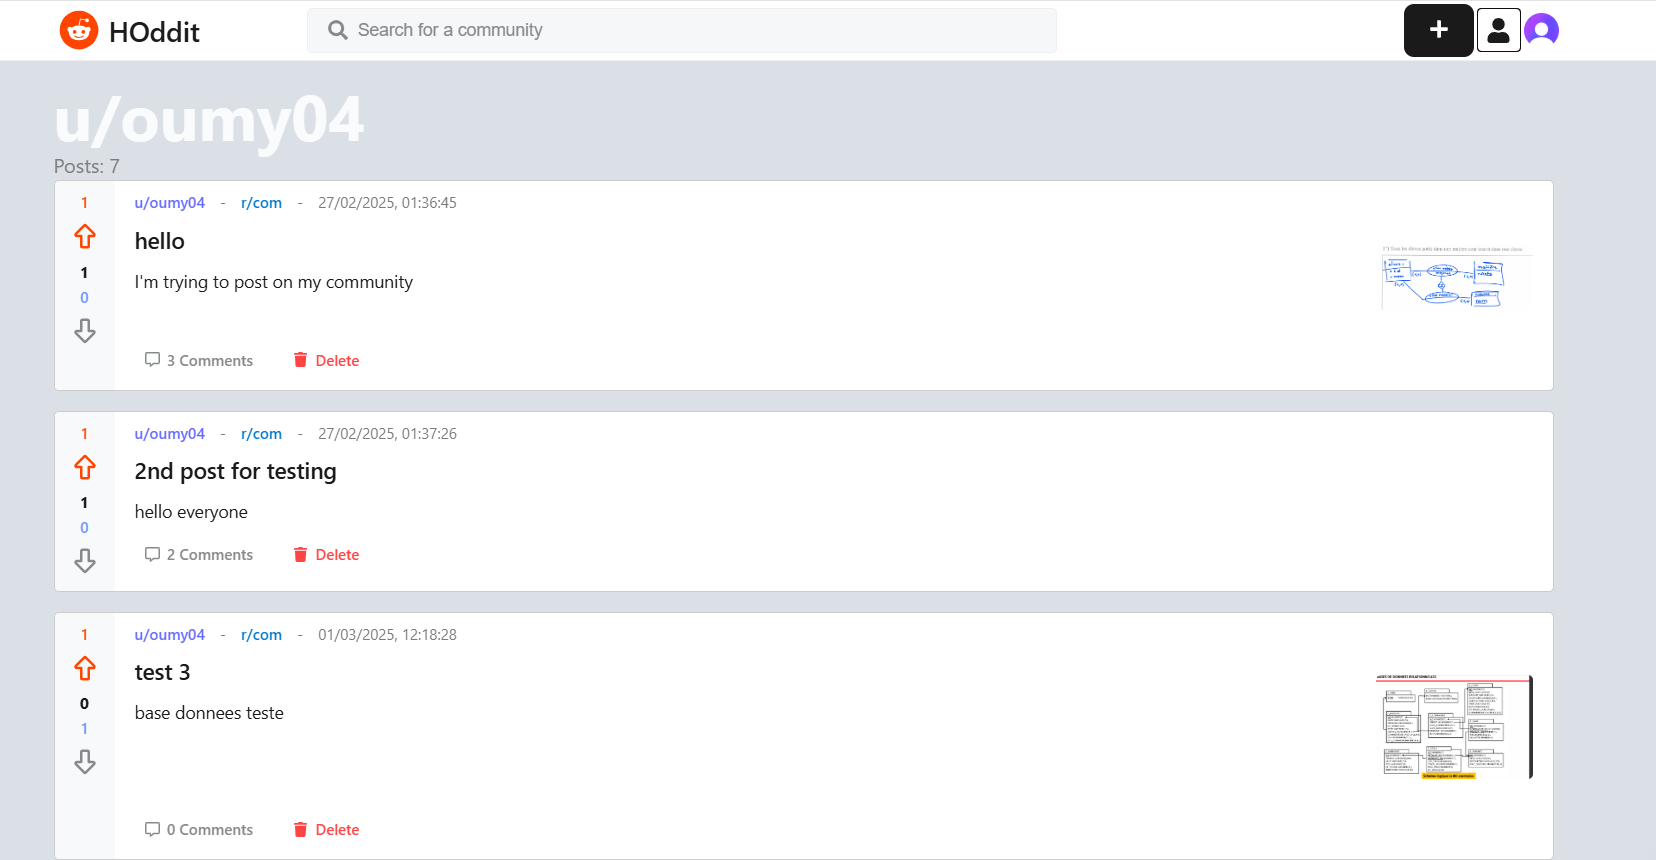 HOddit
Search for a community
u/oumy04
Posts: 7
1
u/oumy04 - r/com - 27/02/2025, 01:36:45
hello
I'm trying to post on my community
1
0
3 Comments
Delete
1
u/oumy04 - r/com - 27/02/2025, 01:37:26
2nd post for testing
hello everyone
1
0
2 Comments
Delete
1
u/oumy04 - r/com - 01/03/2025, 12:18:28
test 3
base donnees teste
0
1
0 Comments
Delete